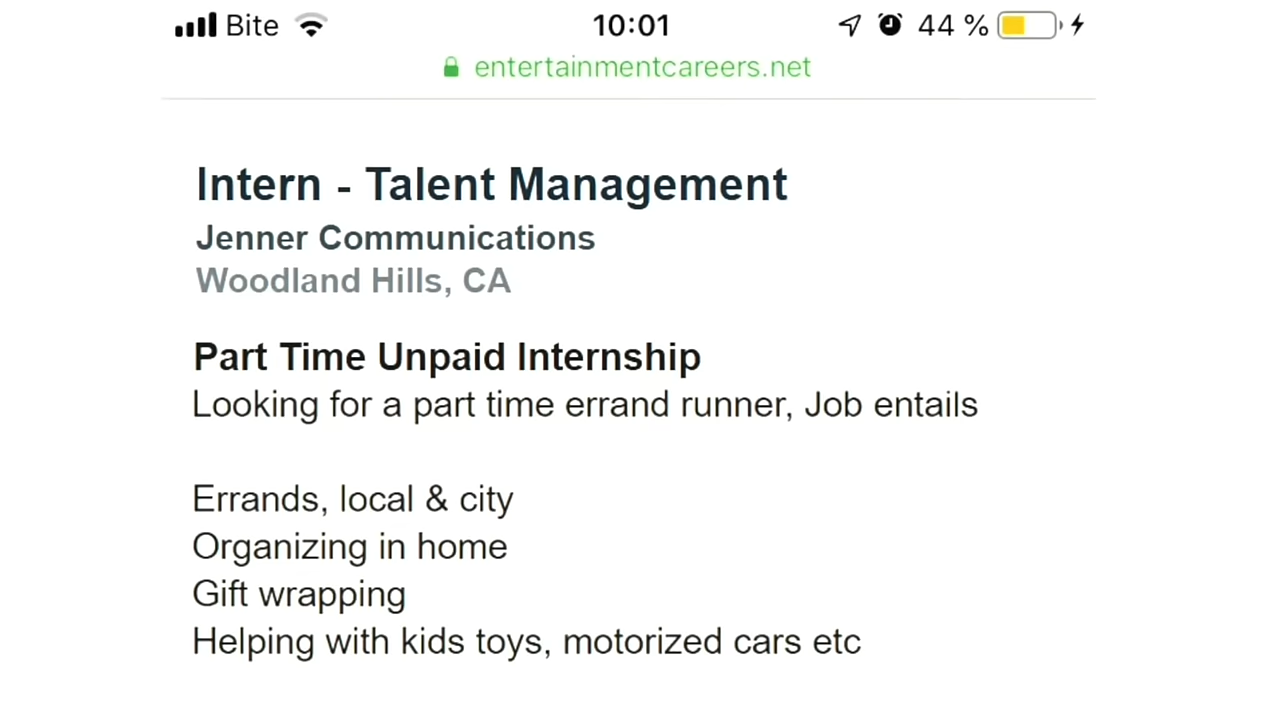 Bite 10:01 44 %
entertainmentcareers.net
Intern - Talent Management
Jenner Communications
Woodland Hills, CA
Part Time Unpaid Internship
Looking for a part time errand runner, Job entails
Errands, local & city
Organizing in home
Gift wrapping
Helping with kids toys, motorized cars etc